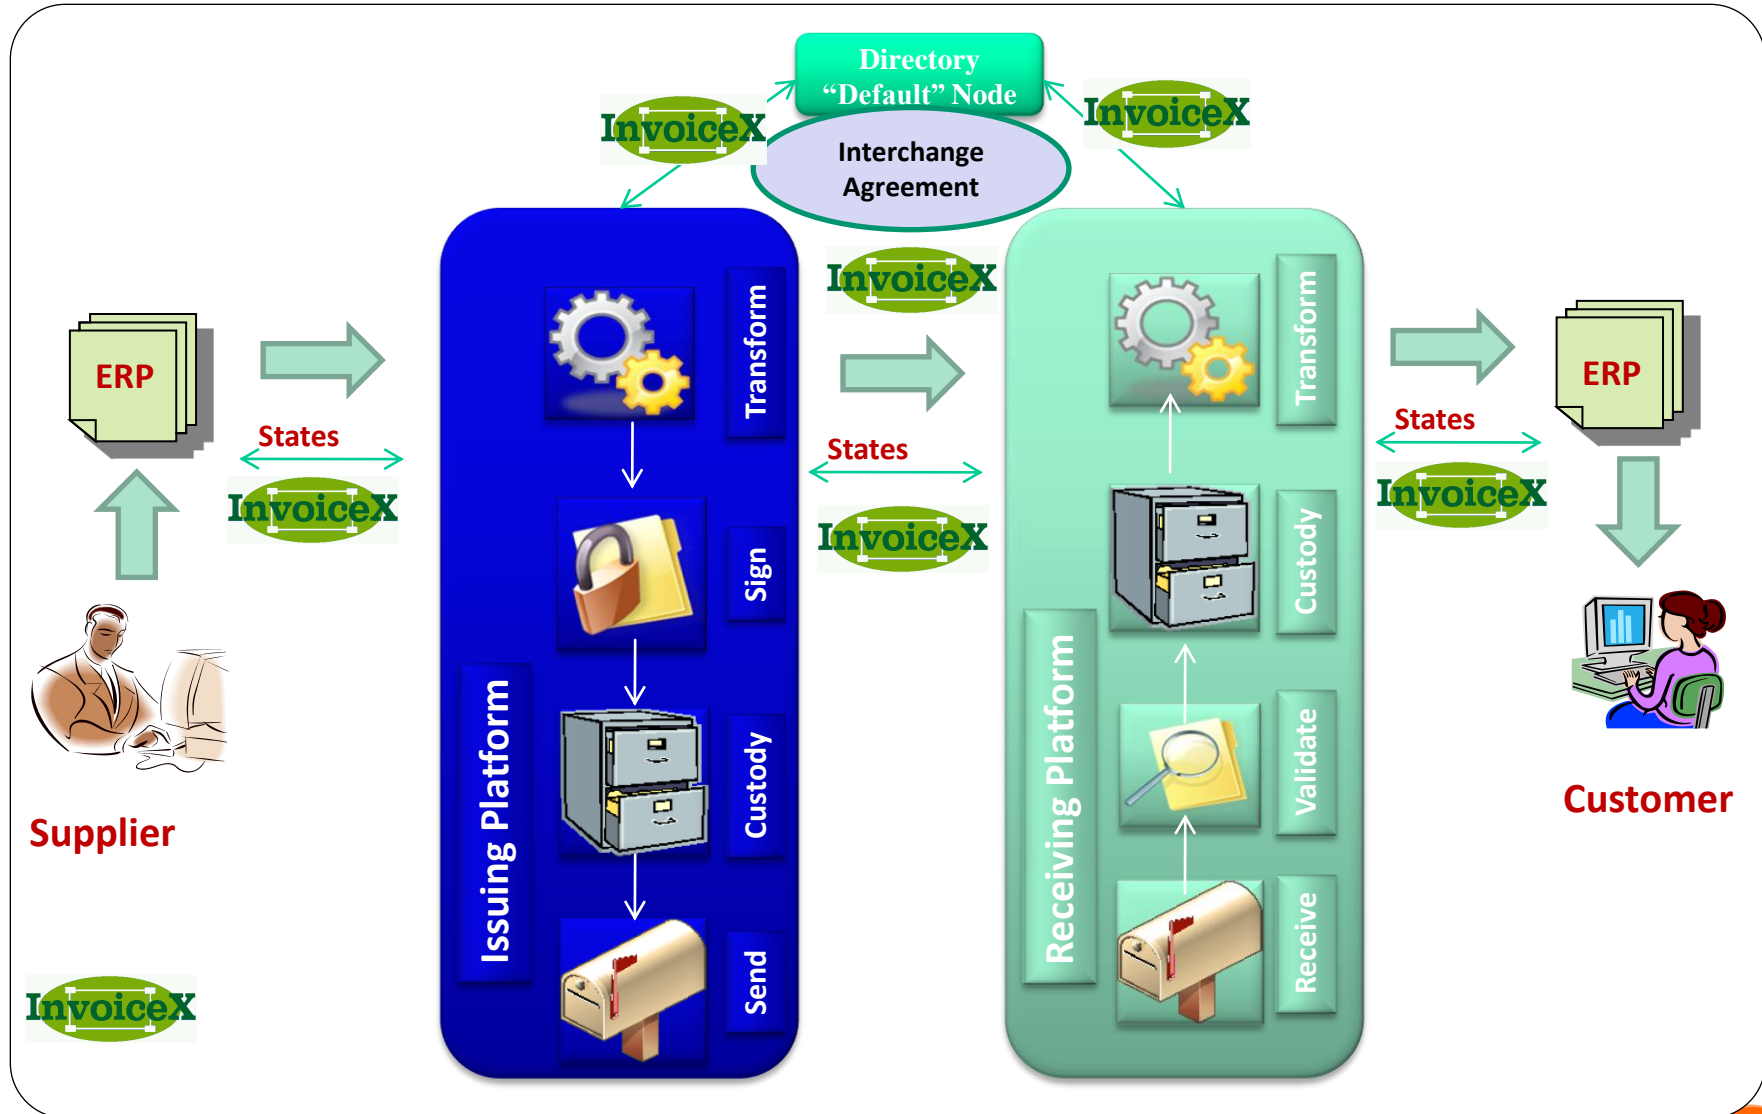 Directory
“Default” Node
InvoiceX
InvoiceX
Interchange
Agreement
InvoiceX
ERP
States
InvoiceX
Supplier
InvoiceX
Issuing Platform
Transform
Sign
Custody
Send
States
InvoiceX
Receiving Platform
Transform
Custody
Validate
Receive
States
InvoiceX
ERP
Customer